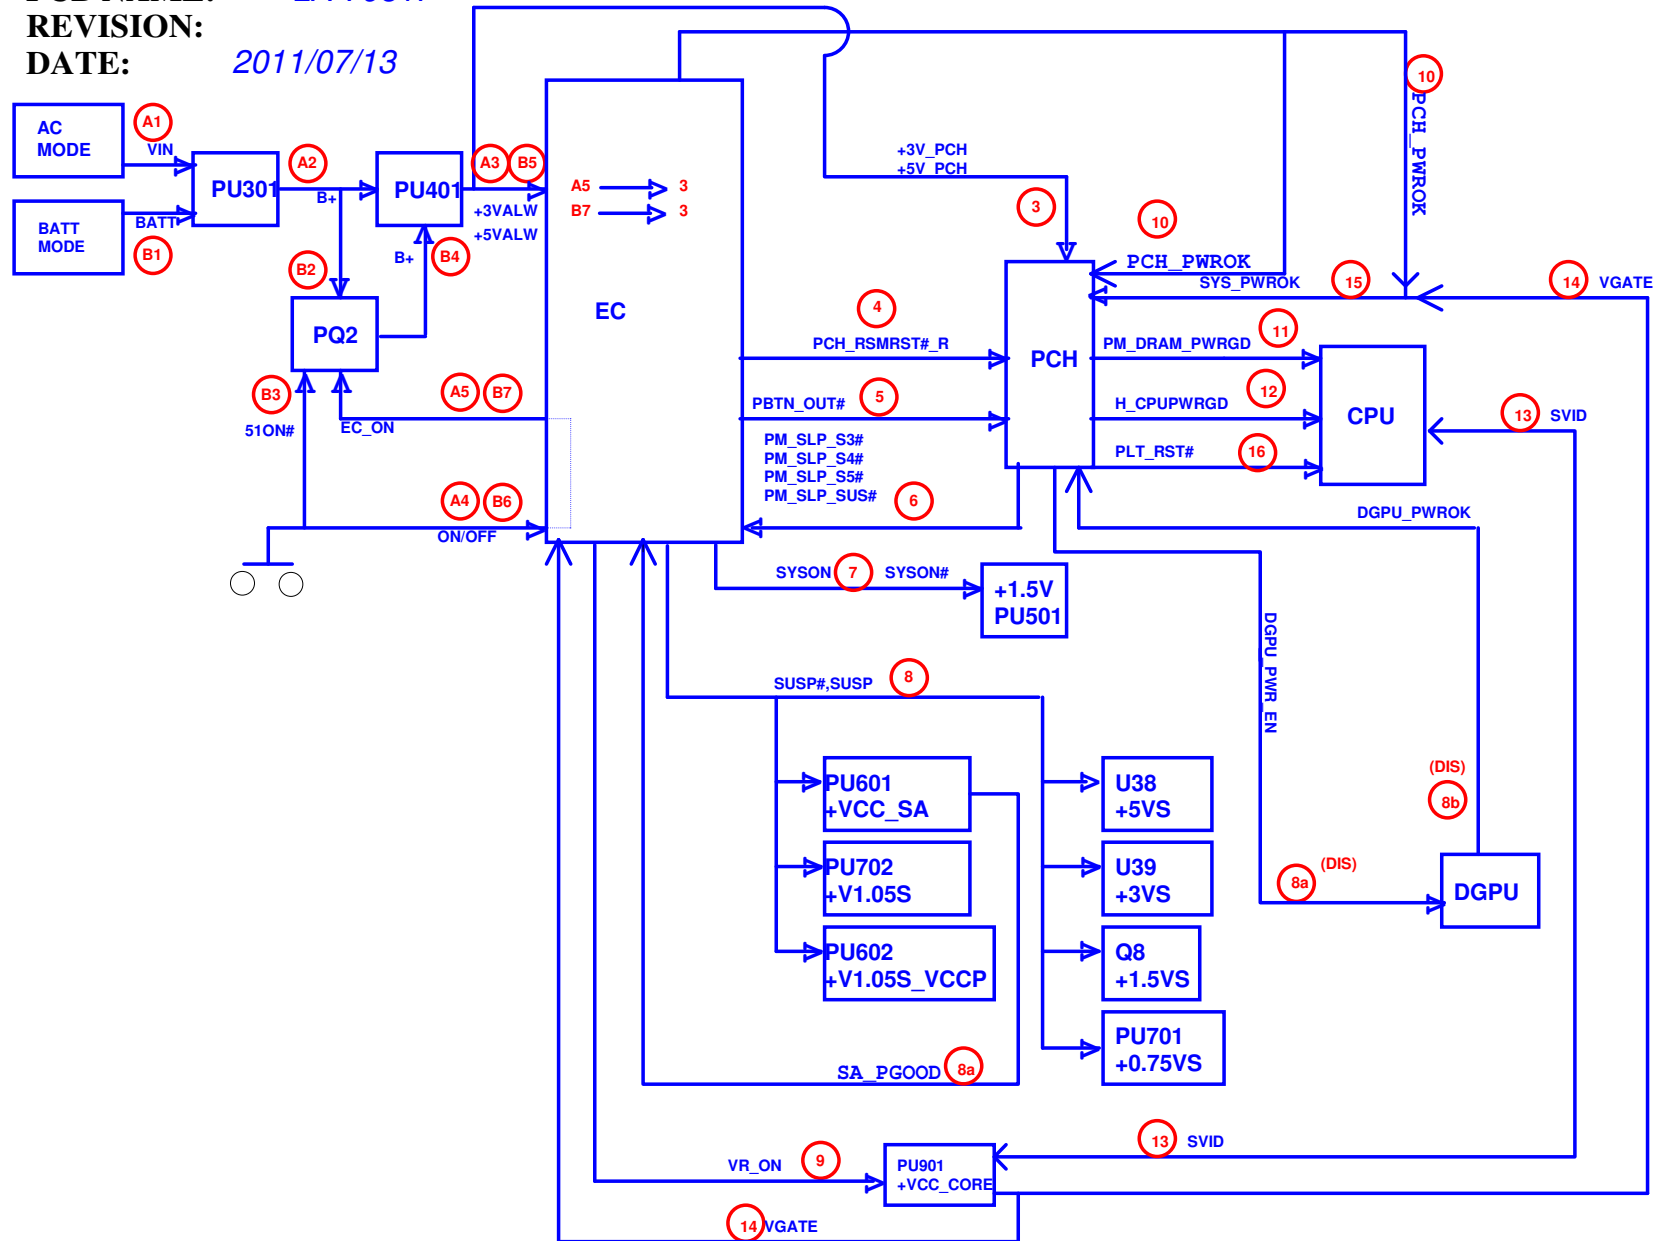 REVISION:
DATE: 2011/07/13
AC
MODE
A1
VIN
BATT
MODE
BATT
B1
PU301
A2
B+
PU401
A3 B5
+3VALW
+5VALW
B2
B+
B4
PQ2
B3
51ON#
A5 B7
EC_ON
A4 B6
ON/OFF
A5 3
B7 3
EC
+3V_PCH
+5V_PCH
3
10
PCH_PWROK
10
PCH_PWROK
SYS_PWROK
15
14 VGATE
4
PCH_RSMRST#_R
PCH
11
PM_DRAM_PWRGD
5
PBTN_OUT#
12
H_CPUPWRGD
CPU
13 SVID
PM_SLP_S3#
PM_SLP_S4#
PM_SLP_S5#
PM_SLP_SUS#
6
PLT_RST#
16
DGPU_PWROK
SYSON 7 SYSON#
+1.5V
PU501
DGPU_PWR_EN
SUSP#,SUSP
8
PU601
+VCC_SA
PU702
+V1.05S
PU602
+V1.05S_VCCP
U38
+5VS
U39
+3VS
Q8
+1.5VS
PU701
+0.75VS
(DIS)
8b
(DIS)
8a
DGPU
SA_PGOOD 8a
13 SVID
VR_ON 9
PU901
+VCC_CORE
14 VGATE